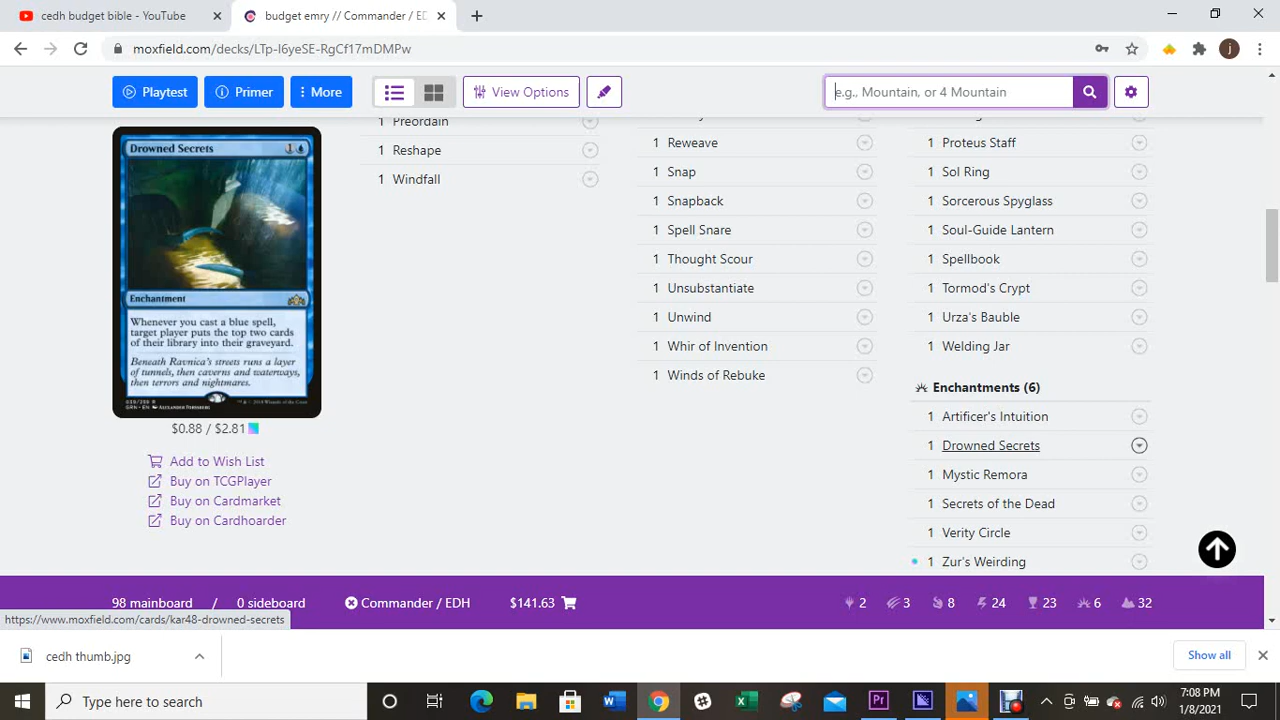 cedh budget bible - YouTube
budget emry // Commander / ED
moxfield.com/decks/LTp-l6yeSE-RgCf17mDMPw
j
Playtest
Primer
More
View Options
e.g., Mountain, or 4 Mountain
Drowned Secrets 1
Enchantment
Whenever you cast a blue spell,
target player puts the top two cards
of their library into their graveyard.
Beneath Ravnica's streets runs a layer
of tunnels, then caverns and waterways,
then terrors and nightmares.
$0.88 / $2.81
Add to Wish List
Buy on TCGPlayer
Buy on Cardmarket
Buy on Cardhoarder
1 Preordain
1 Reshape
1 Windfall
1 Reweave
1 Snap
1 Snapback
1 Spell Snare
1 Thought Scour
1 Unsubstantiate
1 Unwind
1 Whir of Invention
1 Winds of Rebuke
1 Proteus Staff
1 Sol Ring
1 Sorcerous Spyglass
1 Soul-Guide Lantern
1 Spellbook
1 Tormod's Crypt
1 Urza's Bauble
1 Welding Jar
Enchantments (6)
1 Artificer's Intuition
1 Drowned Secrets
1 Mystic Remora
1 Secrets of the Dead
1 Verity Circle
1 Zur's Weirding
98 mainboard / 0 sideboard Commander / EDH $141.63 2 3 8 24 23 6 32
https://www.moxfield.com/cards/kar48-drowned-secrets
cedh thumb.jpg
Show all
Type here to search
7:08 PM
1/8/2021